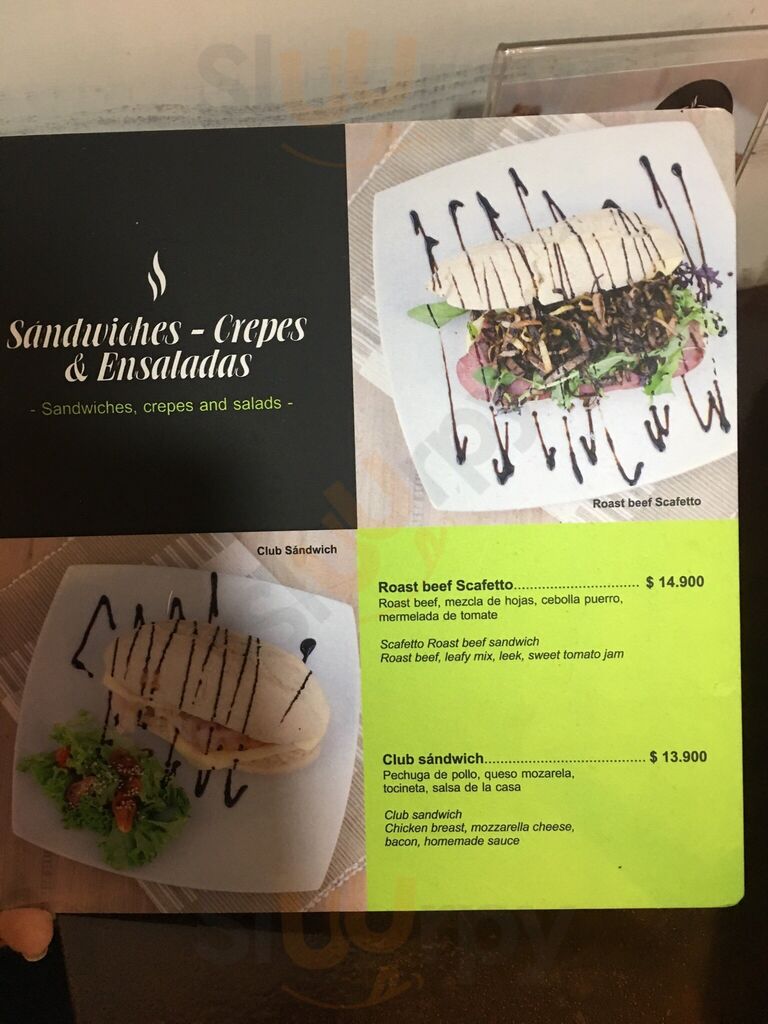 Sándwiches - Crepes
& Ensaladas
- Sandwiches, crepes and salads -
Roast beef Scafetto
Club Sándwich
Roast beef Scafetto.............................. $ 14.900
Roast beef, mezcla de hojas, cebolla puerro,
mermelada de tomate
Scafetto Roast beef sandwich
Roast beef, leafy mix, leek, sweet tomato jam
Club sándwich....................................... $ 13.900
Pechuga de pollo, queso mozarela,
tocineta, salsa de la casa
Club sandwich
Chicken breast, mozzarella cheese,
bacon, homemade sauce
sluurpy
sluurpy
sluurpy